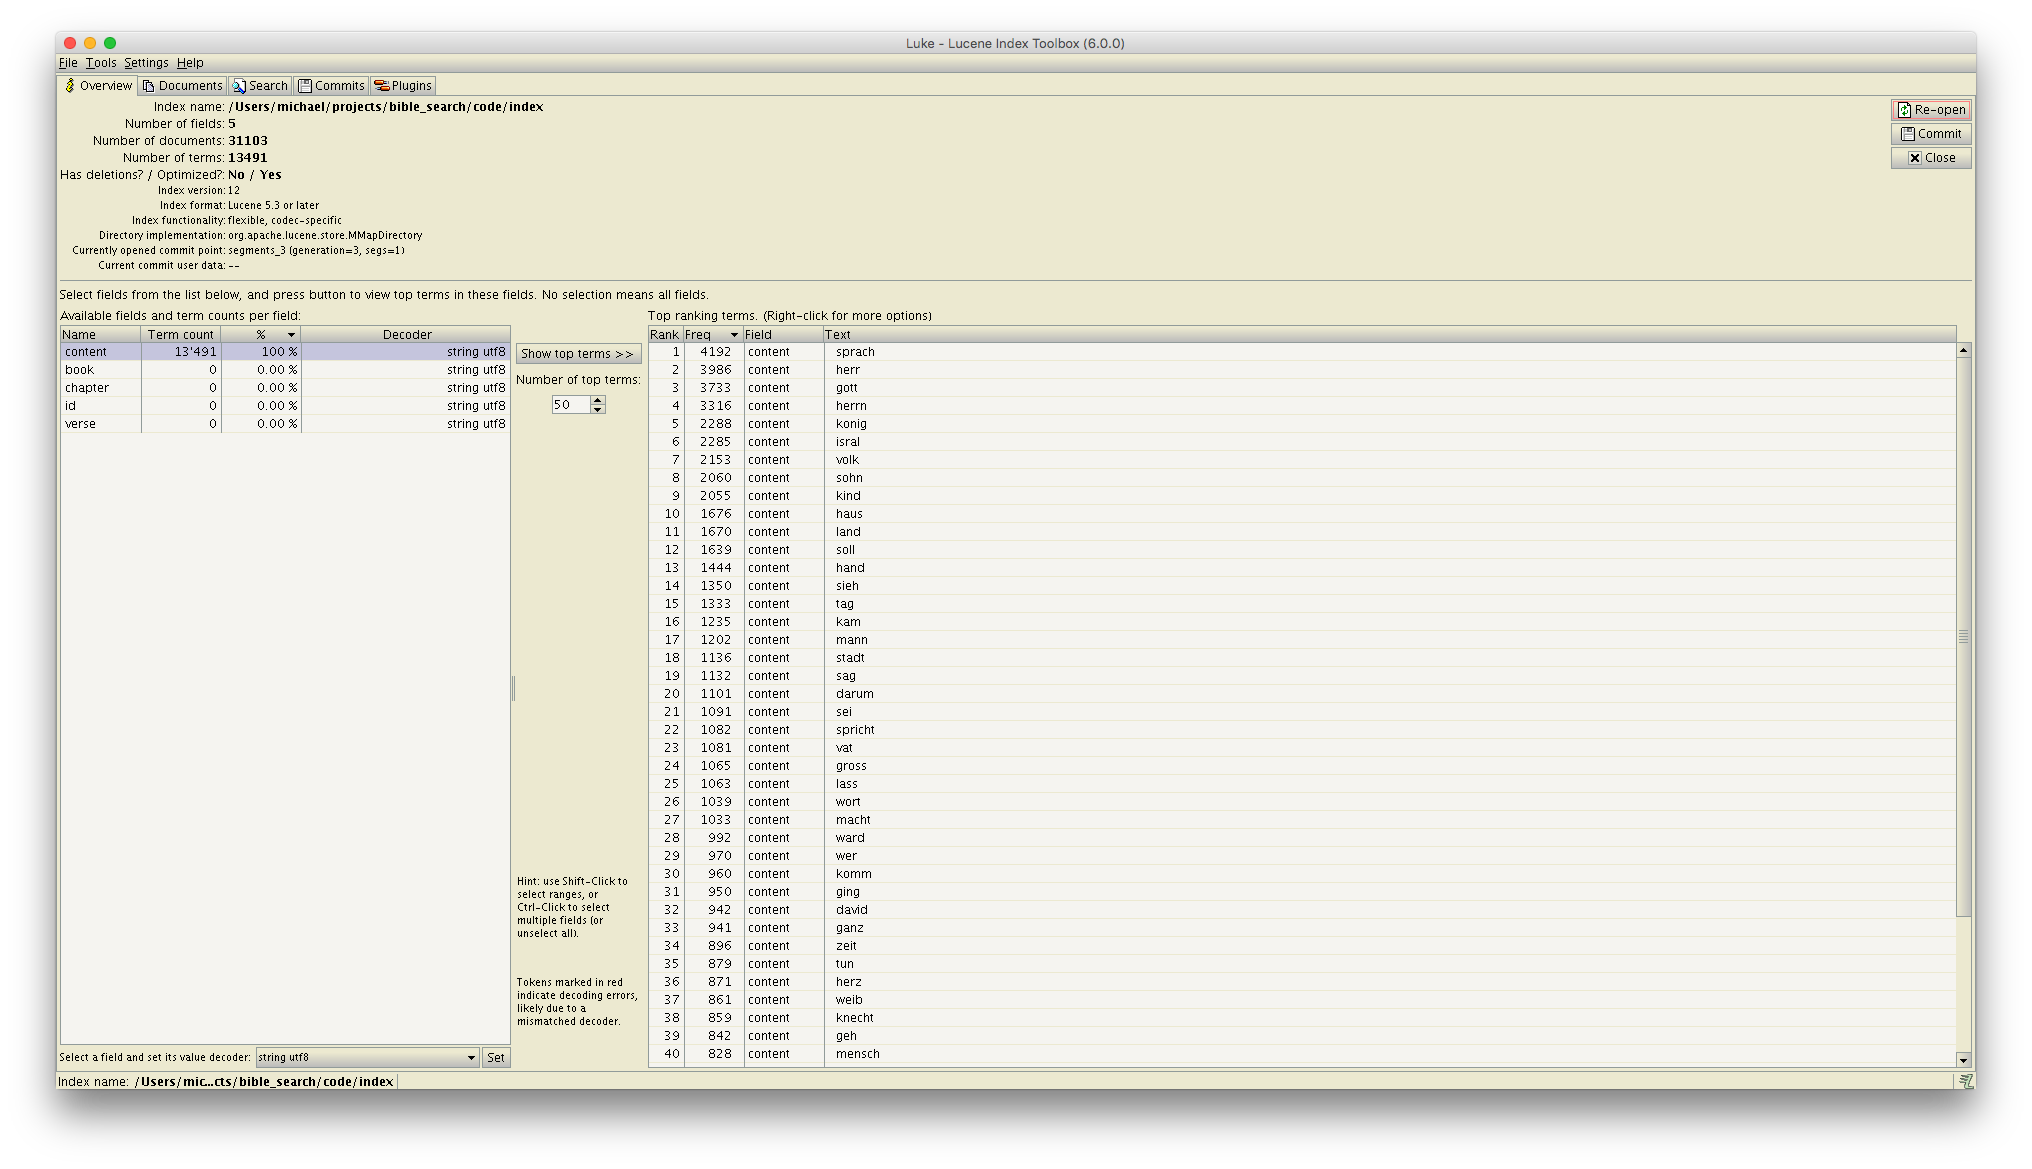 Luke - Lucene Index Toolbox (6.0.0)
File Tools Settings Help
Overview Documents Search Commits Plugins
Index name: /Users/michael/projects/bible_search/code/index
Number of fields: 5
Number of documents: 31103
Number of terms: 13491
Has deletions? / Optimized?: No / Yes
Index version: 12
Index format: Lucene 5.3 or later
Index functionality: flexible, codec-specific
Directory implementation: org.apache.lucene.store.MMapDirectory
Currently opened commit point: segments_3 (generation=3, segs=1)
Current commit user data: --
Re-open
Commit
Close
Select fields from the list below, and press button to view top terms in these fields. No selection means all fields.
Available fields and term counts per field:
Name Term count % Decoder
content 13'491 100 % string utf8
book 0 0.00 % string utf8
chapter 0 0.00 % string utf8
id 0 0.00 % string utf8
verse 0 0.00 % string utf8
Show top terms >>
Number of top terms:
50
Hint: use Shift-Click to
select ranges, or
Ctrl-Click to select
multiple fields (or
unselect all).
Tokens marked in red
indicate decoding errors,
likely due to a
mismatched decoder.
Top ranking terms. (Right-click for more options)
Rank Freq Field Text
1 4192 content sprach
2 3986 content herr
3 3733 content gott
4 3316 content herrn
5 2288 content konig
6 2285 content isral
7 2153 content volk
8 2060 content sohn
9 2055 content kind
10 1676 content haus
11 1670 content land
12 1639 content soll
13 1444 content hand
14 1350 content sieh
15 1333 content tag
16 1235 content kam
17 1202 content mann
18 1136 content stadt
19 1132 content sag
20 1101 content darum
21 1091 content sei
22 1082 content spricht
23 1081 content vat
24 1065 content gross
25 1063 content lass
26 1039 content wort
27 1033 content macht
28 992 content ward
29 970 content wer
30 960 content komm
31 950 content ging
32 942 content david
33 941 content ganz
34 896 content zeit
35 879 content tun
36 871 content herz
37 861 content weib
38 859 content knecht
39 842 content geh
40 828 content mensch
Select a field and set its value decoder: string utf8 Set
Index name: /Users/mic...cts/bible_search/code/index